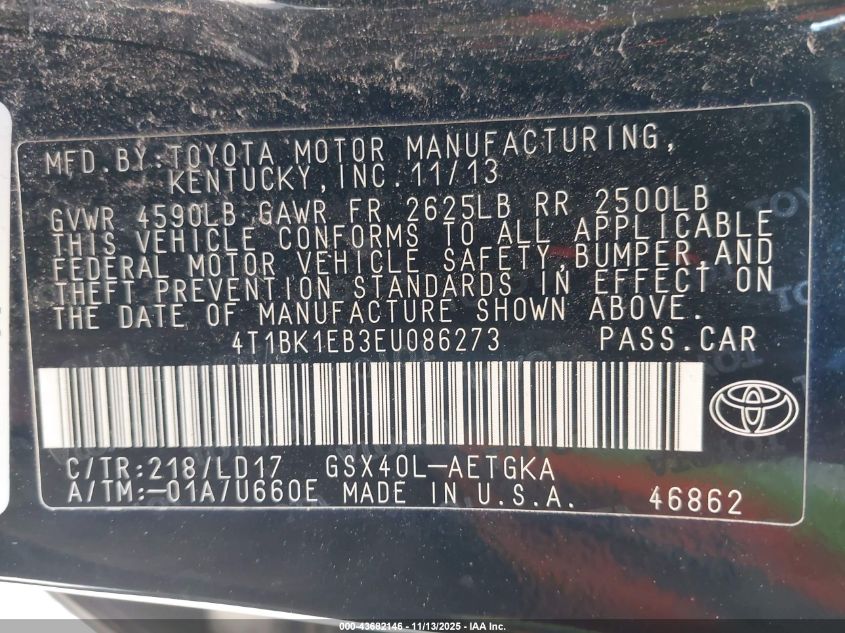 MFD.BY:TOYOTA MOTOR MANUFACTURING,
KENTUCKY,INC.11/13
GVWR 4590LB GAWR FR 2625LB RR 2500LB
THIS VEHICLE CONFORMS TO ALL APPLICABLE
FEDERAL MOTOR VEHICLE SAFETY,BUMPER,AND
THEFT PREVENTION STANDARDS IN EFFECT ON
THE DATE OF MANUFACTURE SHOWN ABOVE.
4T1BK1EB3EU086273 PASS.CAR
C/TR:218/LD17 GSX40L-AETGKA
A/TM:-01A/U660E MADE IN U.S.A. 46862
000-43682146 - 11/13/2025 - IAA Inc.